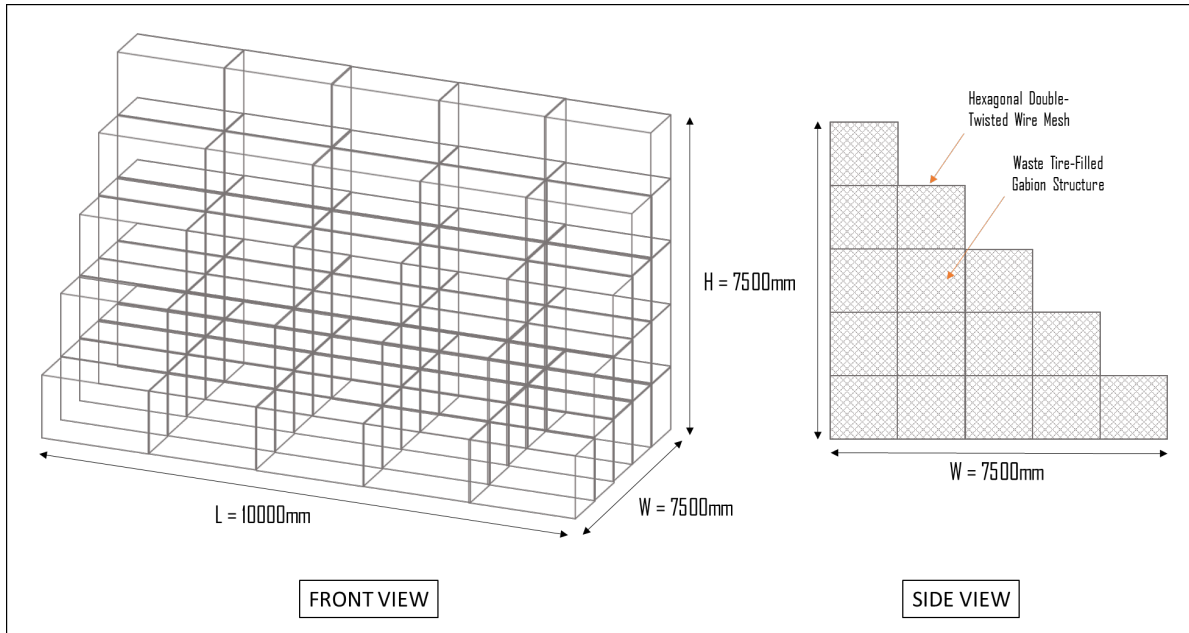 Hexagonal Double-
Twisted Wire Mesh
Waste Tire-Filled
Gabion Structure
H = 7500mm
W = 7500mm
L = 10000mm
W = 7500mm
FRONT VIEW
SIDE VIEW